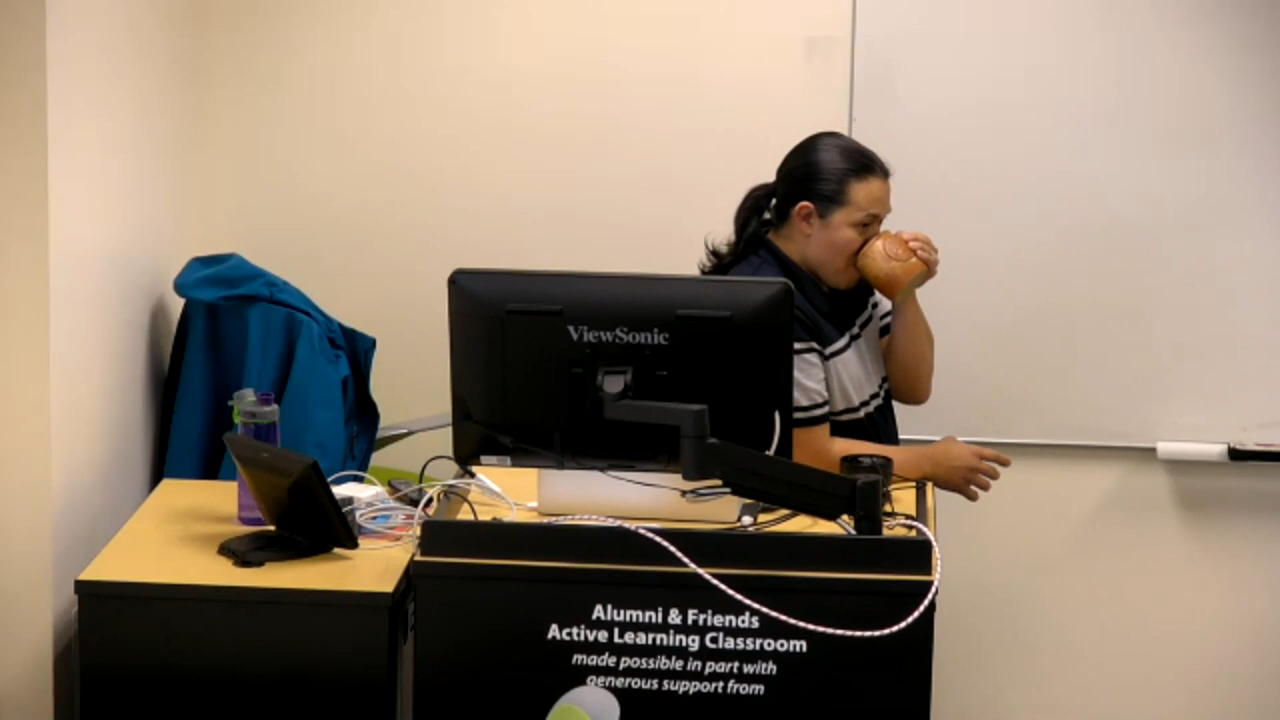 ViewSonic
Alumni & Friends
Active Learning Classroom
made possible in part with
generous support from